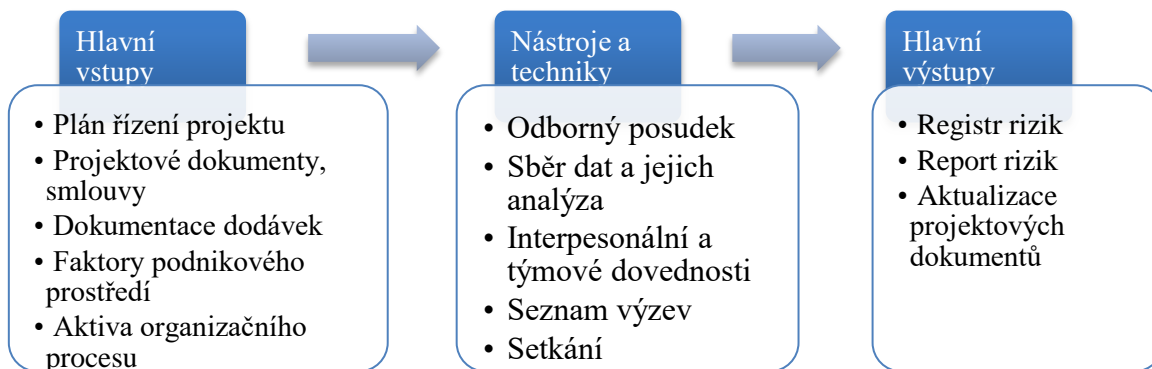 Hlavní
vstupy
• Plán řízení projektu
• Projektové dokumenty,
smlouvy
• Dokumentace dodávek
• Faktory podnikového
prostředí
• Aktiva organizačního
procesu
Nástroje a
techniky
• Odborný posudek
• Sběr dat a jejich
analýza
• Interpesonální a
týmové dovednosti
• Seznam výzev
• Setkání
Hlavní
výstupy
• Registr rizik
• Report rizik
• Aktualizace
projektových
dokumentů